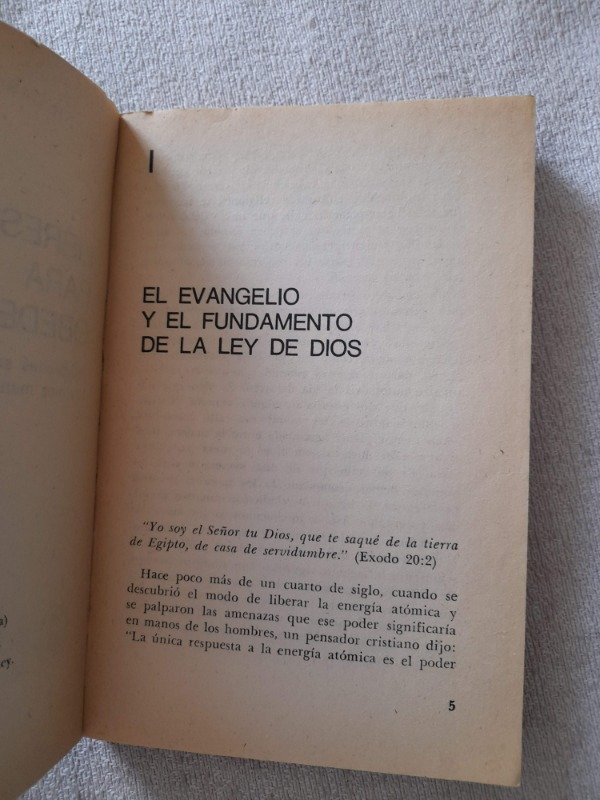 I
EL EVANGELIO
Y EL FUNDAMENTO
DE LA LEY DE DIOS
"Yo soy el Señor tu Dios, que te saqué de la tierra
de Egipto, de casa de servidumbre." (Exodo 20:2)
Hace poco más de un cuarto de siglo, cuando se
descubrió el modo de liberar la energía atómica y
se palparon las amenazas que ese poder significaría
en manos de los hombres, un pensador cristiano dijo:
"La única respuesta a la energía atómica es el poder
5